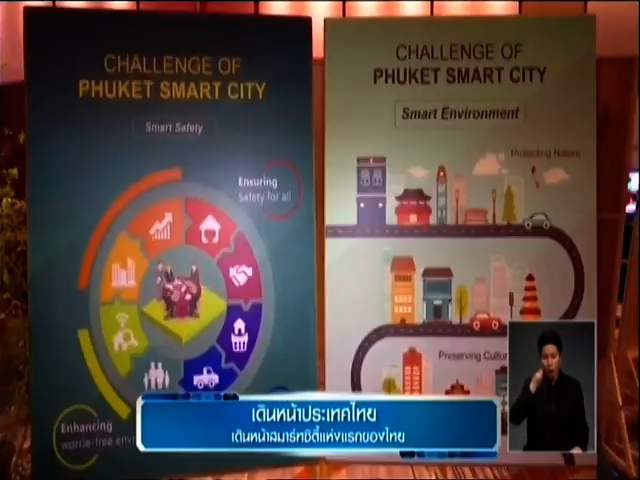 CHALLENGE OF
PHUKET SMART CITY
Smart Safety
Ensuring
Safety for all
Enhancing
worrie-free
CHALLENGE OF
PHUKET SMART CITY
Smart Environment
Protecting Nature
Preserving
เดินหน้าประเทศไทย
เดินหน้าสมาร์ทซิตี้แห่งแรกของไทย